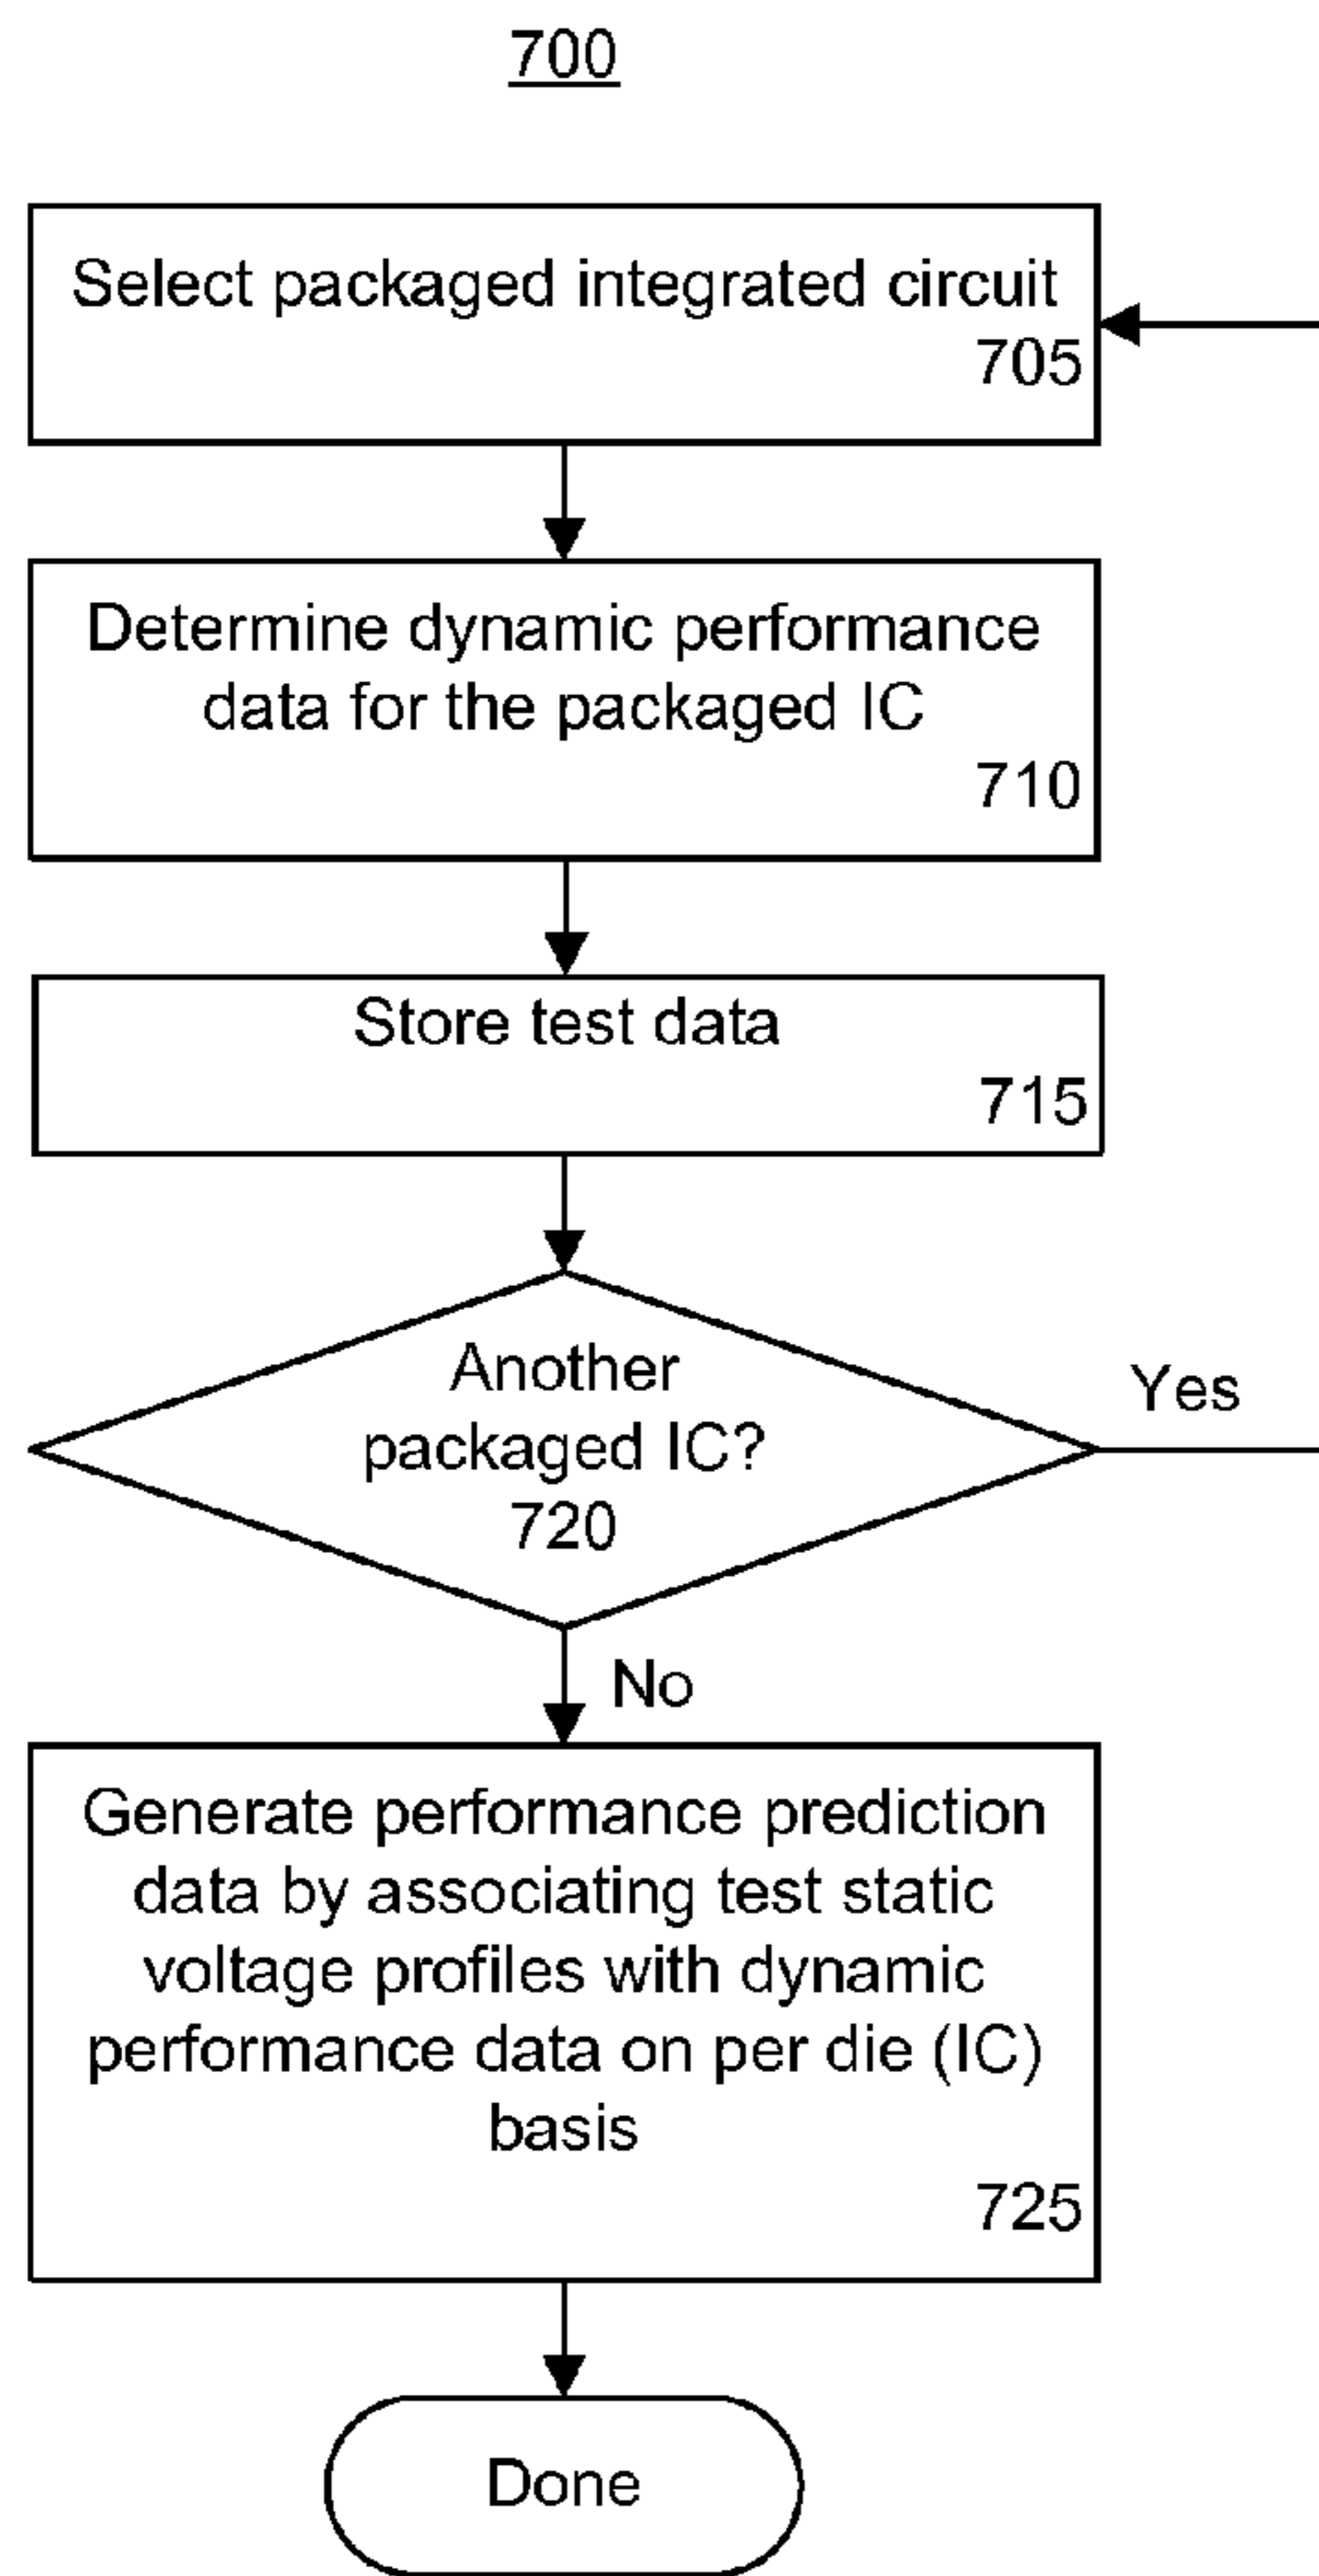 700
Select packaged integrated circuit
705
Determine dynamic performance
data for the packaged IC
710
Store test data
715
Another
packaged IC?
720
Yes
No
Generate performance prediction
data by associating test static
voltage profiles with dynamic
performance data on per die (IC)
basis
725
Done